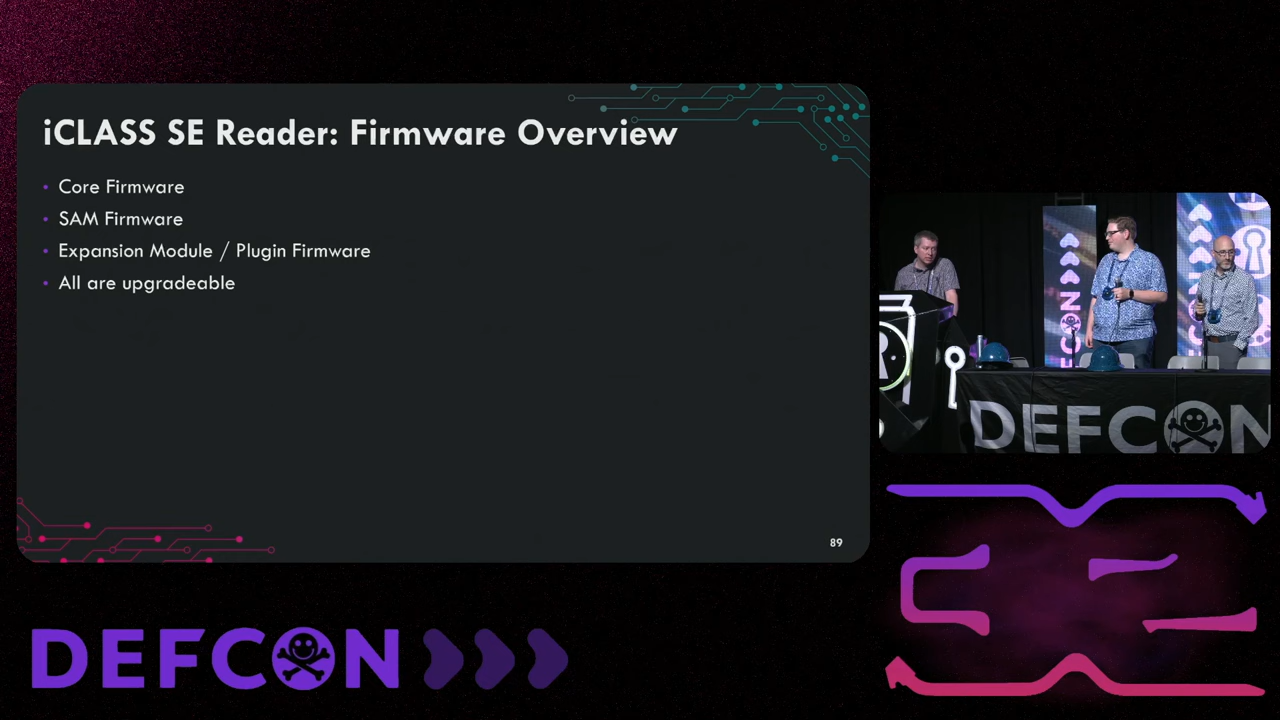 iCLASS SE Reader: Firmware Overview
• Core Firmware
• SAM Firmware
• Expansion Module / Plugin Firmware
• All are upgradeable
89
DEFCON
DEFCON
DEFCON